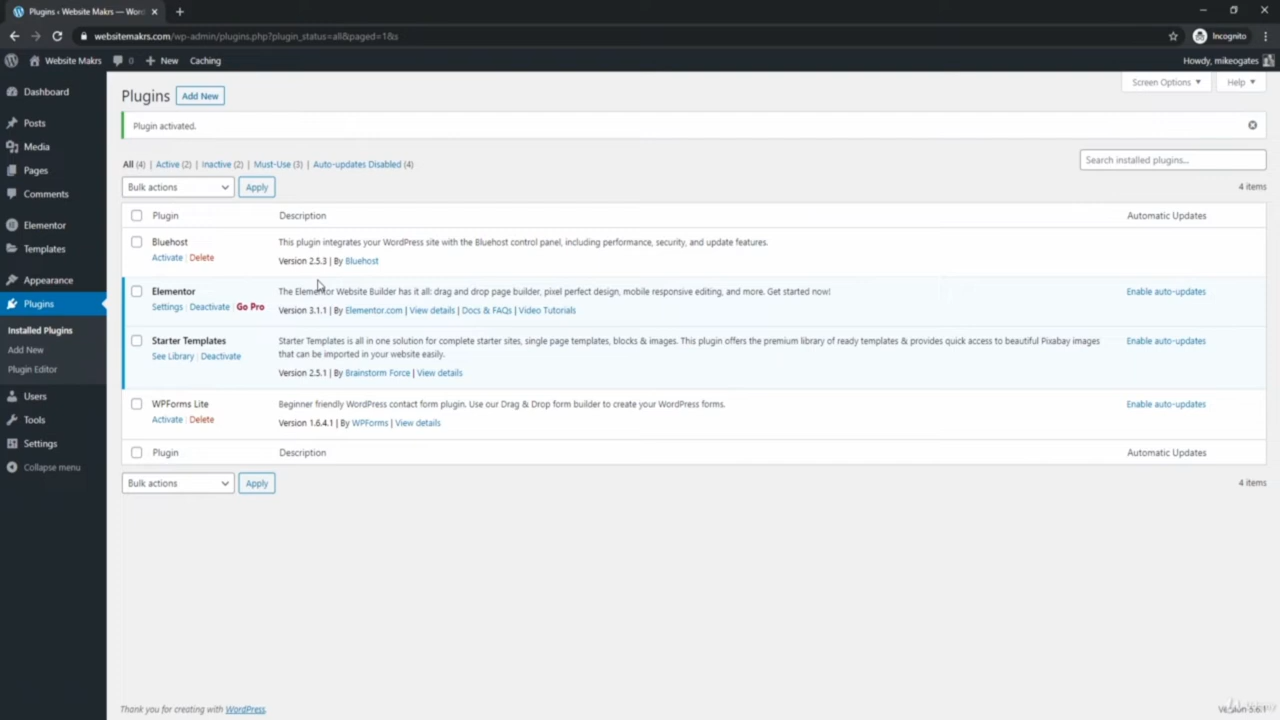 Plugins ‹ Website Makrs — Wor
websitemakrs.com/wp-admin/plugins.php?plugin_status=all&paged=1&s
Incognito
Website Makrs 0 New Caching
Howdy, mikeogates
Dashboard
Posts
Media
Pages
Comments
Elementor
Templates
Appearance
Plugins
Installed Plugins
Add New
Plugin Editor
Users
Tools
Settings
Collapse menu
Screen Options Help
Plugins Add New
Plugin activated.
All (4) | Active (2) | Inactive (2) | Must-Use (3) | Auto-updates Disabled (4)
Search installed plugins...
Bulk actions Apply
4 items
Plugin Description Automatic Updates
Bluehost This plugin integrates your WordPress site with the Bluehost control panel, including performance, security, and update features.
Activate | Delete
Version 2.5.3 | By Bluehost
Elementor The Elementor Website Builder has it all: drag and drop page builder, pixel perfect design, mobile responsive editing, and more. Get started now! Enable auto-updates
Settings | Deactivate | Go Pro
Version 3.1.1 | By Elementor.com | View details | Docs & FAQs | Video Tutorials
Starter Templates Starter Templates is all in one solution for complete starter sites, single page templates, blocks & images. This plugin offers the premium library of ready templates & provides quick access to beautiful Pixabay images Enable auto-updates
See Library | Deactivate that can be imported in your website easily.
Version 2.5.1 | By Brainstorm Force | View details
WPForms Lite Beginner friendly WordPress contact form plugin. Use our Drag & Drop form builder to create your WordPress forms. Enable auto-updates
Activate | Delete
Version 1.6.4.1 | By WPForms | View details
Plugin Description Automatic Updates
Bulk actions Apply
4 items
Thank you for creating with WordPress.
Version 5.6.1